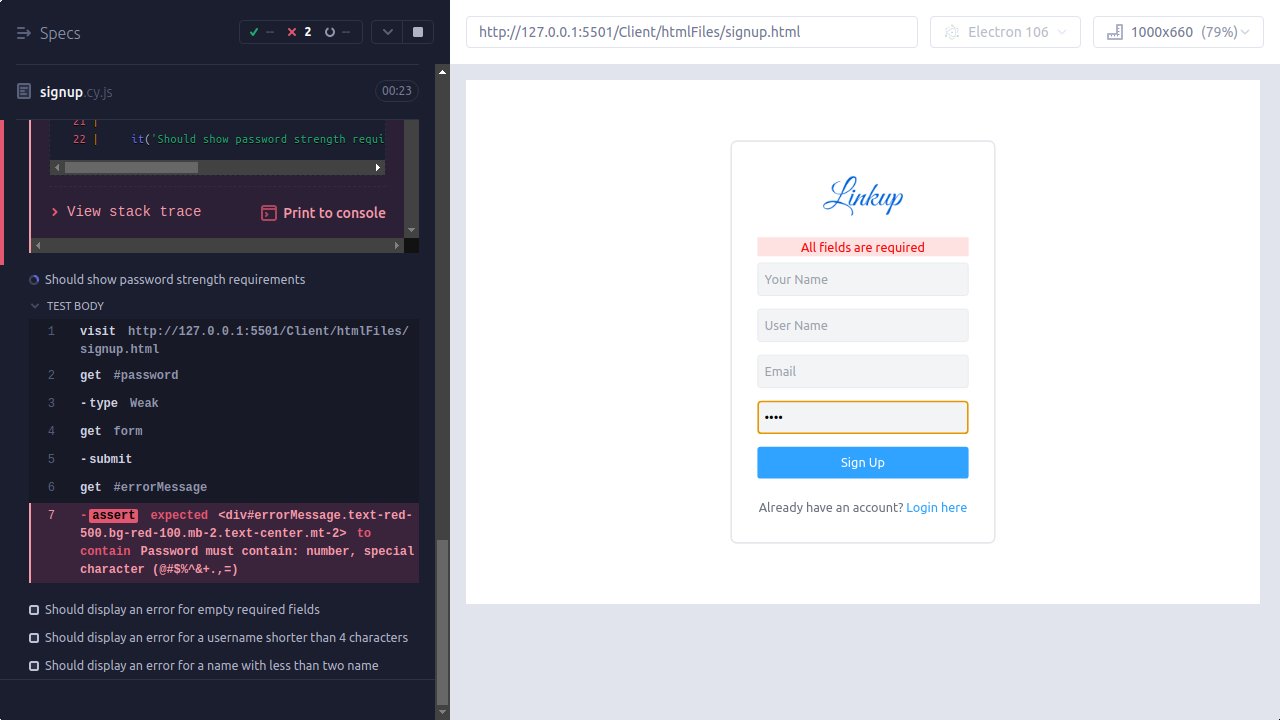 Specs
-- 2 --
signup.cy.js
00:23
21 |
22 | it('Should show password strength requi
> View stack trace
Print to console
Should show password strength requirements
TEST BODY
1 visit http://127.0.0.1:5501/Client/htmlFiles/
signup.html
2 get #password
3 -type Weak
4 get form
5 -submit
6 get #errorMessage
7 -assert expected <div#errorMessage.text-red-
500.bg-red-100.mb-2.text-center.mt-2> to
contain Password must contain: number, special
character (@#$%^&+.,=)
Should display an error for empty required fields
Should display an error for a username shorter than 4 characters
Should display an error for a name with less than two name
http://127.0.0.1:5501/Client/htmlFiles/signup.html
Electron 106
1000x660 (79%)
Linkup
All fields are required
Your Name
User Name
Email
••••
Sign Up
Already have an account? Login here